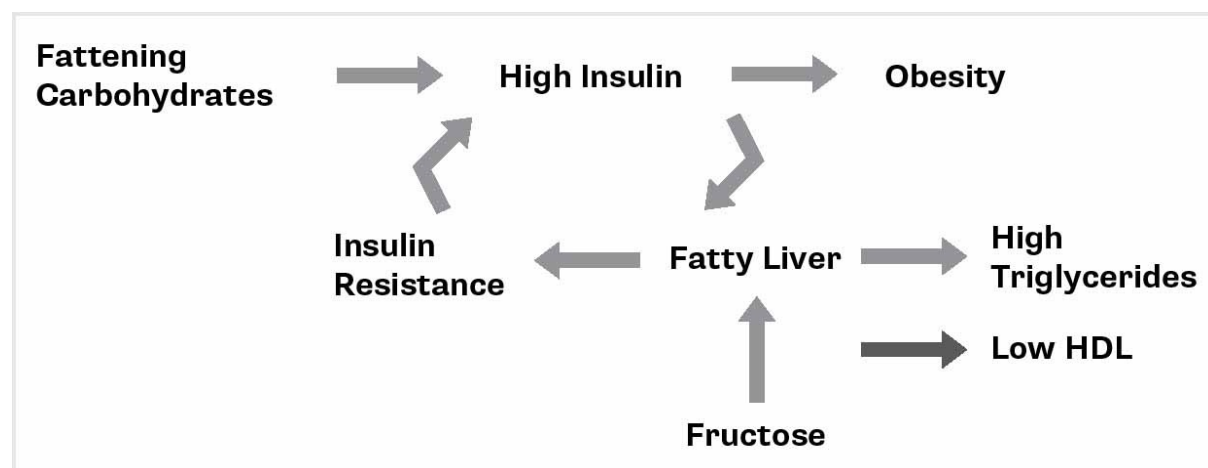 Fattening
Carbohydrates
High Insulin
Obesity
Insulin
Resistance
Fatty Liver
High
Triglycerides
Low HDL
Fructose